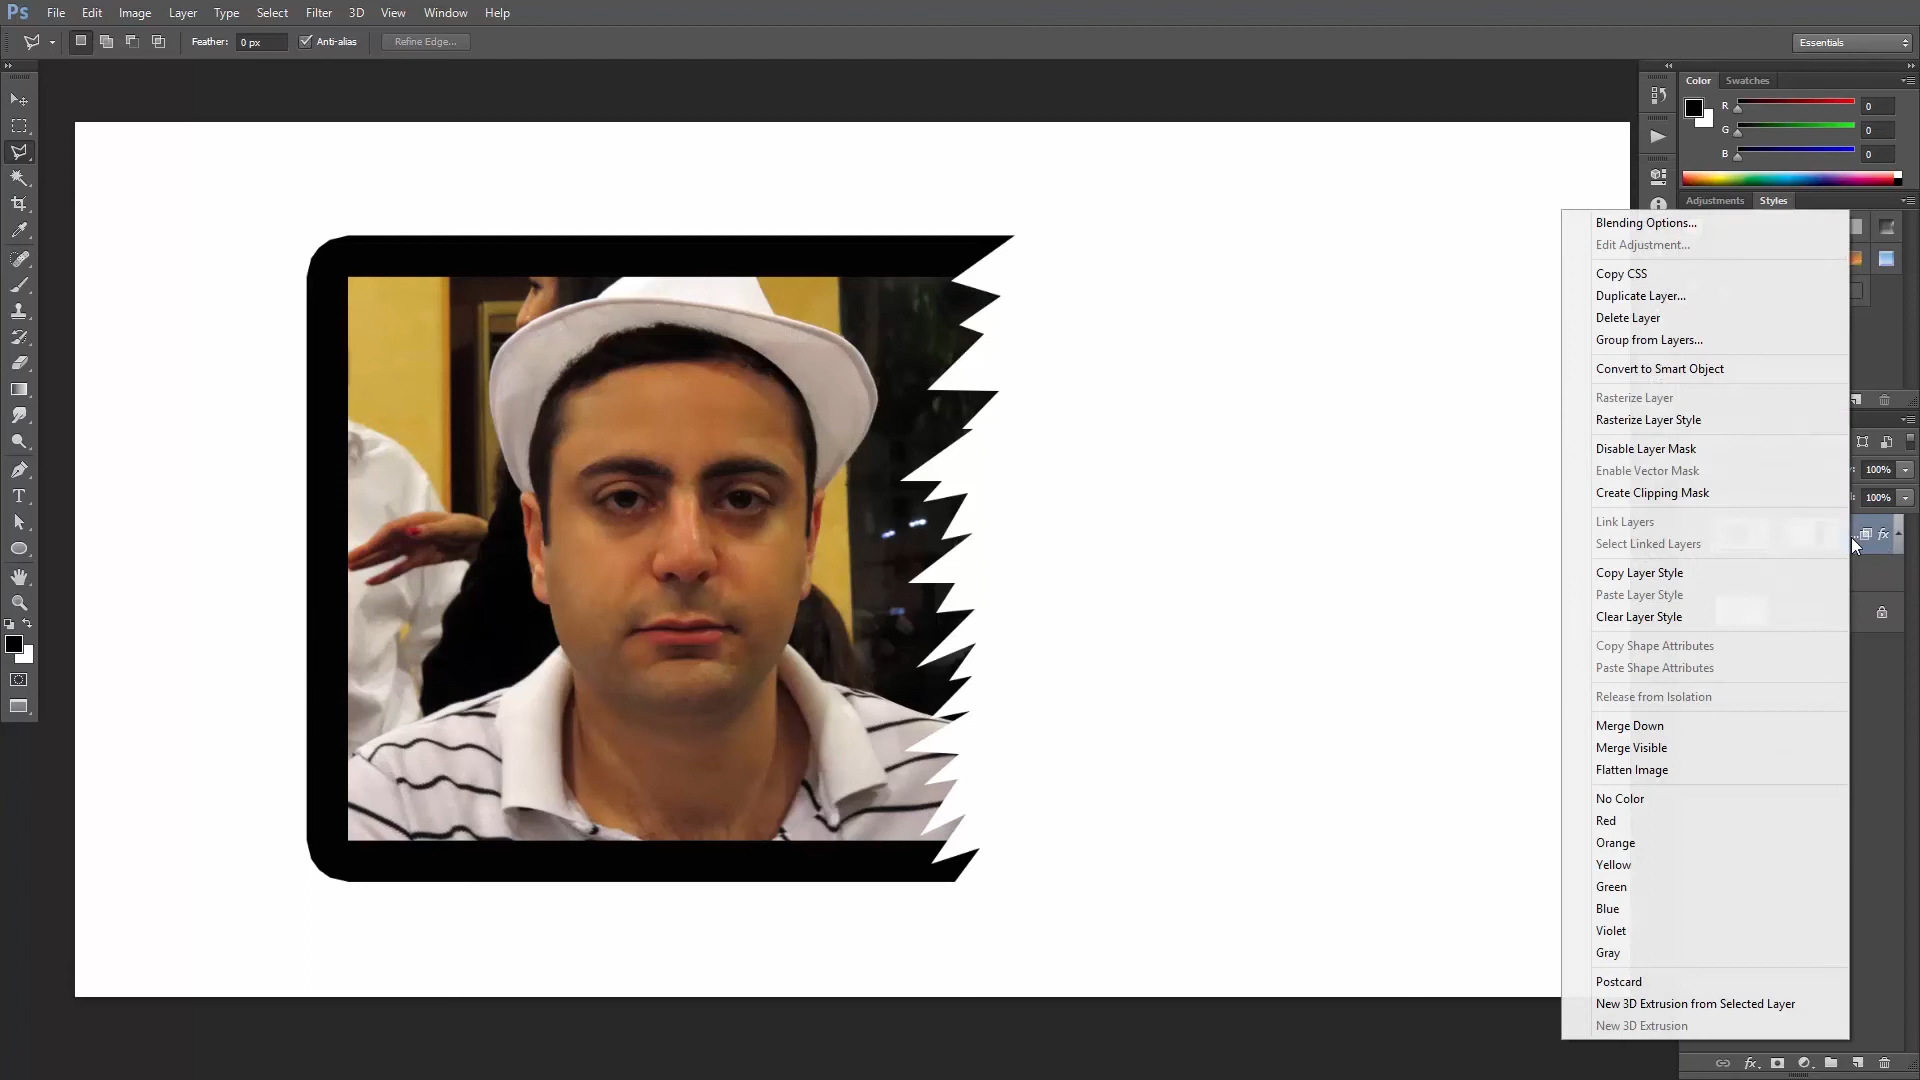 Ps File Edit Image Layer Type Select Filter 3D View Window Help
Feather: 0 px Anti-alias Refine Edge... Essentials
Color Swatches
R 0
G 0
B 0
Adjustments Styles
Blending Options...
Edit Adjustment...
Copy CSS
Duplicate Layer...
Delete Layer
Group from Layers...
Convert to Smart Object
Rasterize Layer
Rasterize Layer Style
Disable Layer Mask
Enable Vector Mask
Create Clipping Mask
Link Layers
Select Linked Layers
Copy Layer Style
Paste Layer Style
Clear Layer Style
Copy Shape Attributes
Paste Shape Attributes
Release from Isolation
Merge Down
Merge Visible
Flatten Image
No Color
Red
Orange
Yellow
Green
Blue
Violet
Gray
Postcard
New 3D Extrusion from Selected Layer
New 3D Extrusion
100%
100%
fx
T
fx